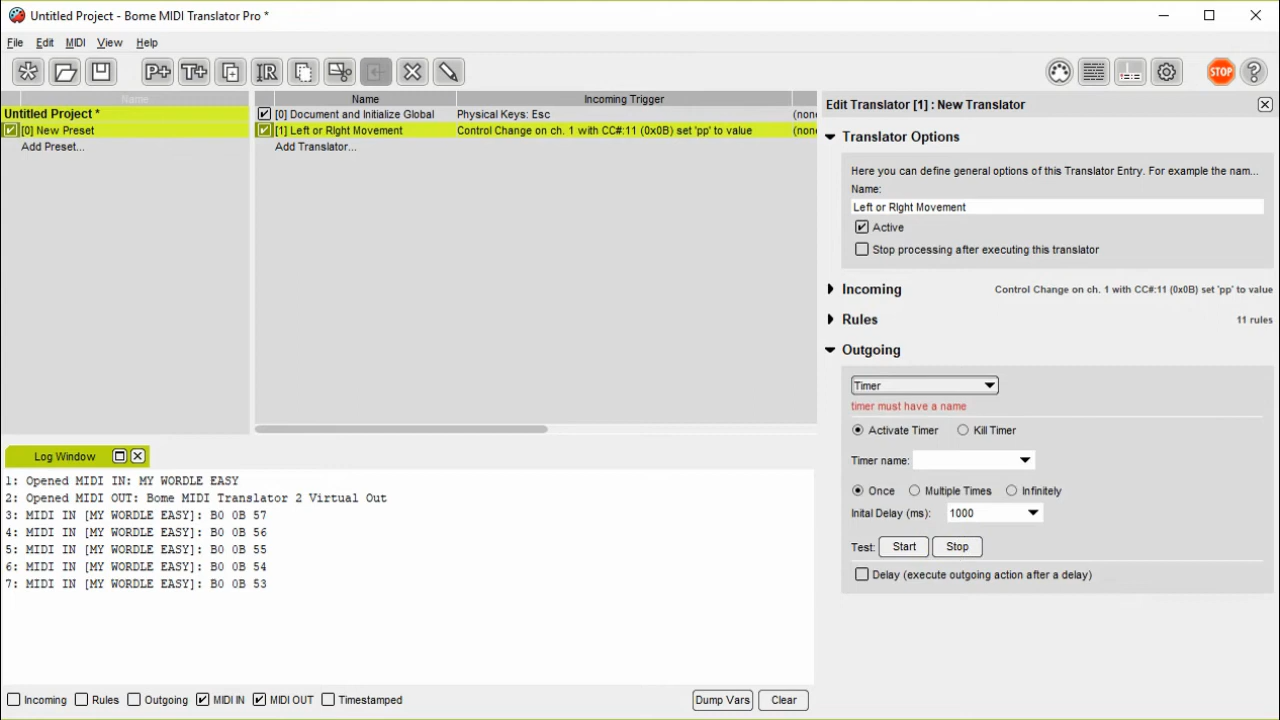 Untitled Project - Bome MIDI Translator Pro *
File Edit MIDI View Help
P+ T+ IR STOP ?
Name
Untitled Project *
[0] New Preset
Add Preset...
Name Incoming Trigger
[0] Document and Initialize Global Physical Keys: Esc (none
[1] Left or RIght Movement Control Change on ch. 1 with CC#:11 (0x0B) set 'pp' to value (none
Add Translator...
Edit Translator [1] : New Translator
Translator Options
Here you can define general options of this Translator Entry. For example the nam...
Name:
Left or RIght Movement
Active
Stop processing after executing this translator
Incoming Control Change on ch. 1 with CC#:11 (0x0B) set 'pp' to value
Rules 11 rules
Outgoing
Timer
timer must have a name
Activate Timer Kill Timer
Timer name:
Once Multiple Times Infinitely
Inital Delay (ms): 1000
Test: Start Stop
Delay (execute outgoing action after a delay)
Log Window
1: Opened MIDI IN: MY WORDLE EASY
2: Opened MIDI OUT: Bome MIDI Translator 2 Virtual Out
3: MIDI IN [MY WORDLE EASY]: B0 0B 57
4: MIDI IN [MY WORDLE EASY]: B0 0B 56
5: MIDI IN [MY WORDLE EASY]: B0 0B 55
6: MIDI IN [MY WORDLE EASY]: B0 0B 54
7: MIDI IN [MY WORDLE EASY]: B0 0B 53
Incoming Rules Outgoing MIDI IN MIDI OUT Timestamped Dump Vars Clear